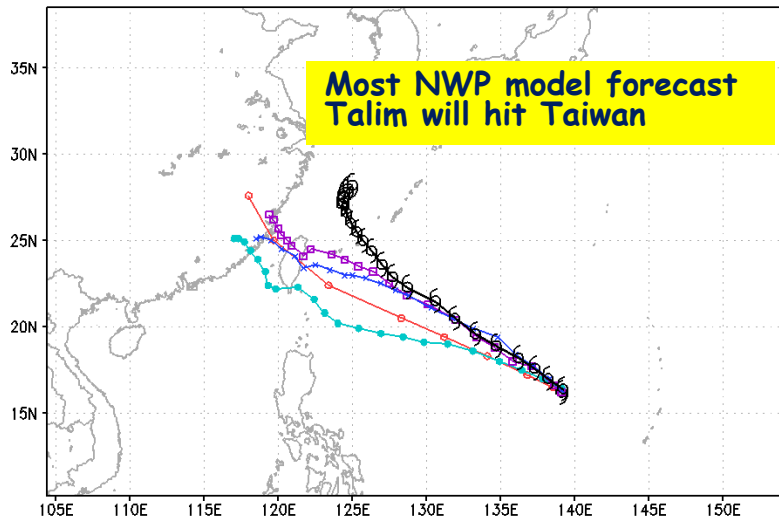 35N
Most NWP model forecast
Talim will hit Taiwan
30N
25N
20N
15N
105E 110E 115E 120E 125E 130E 135E 140E 145E 150E